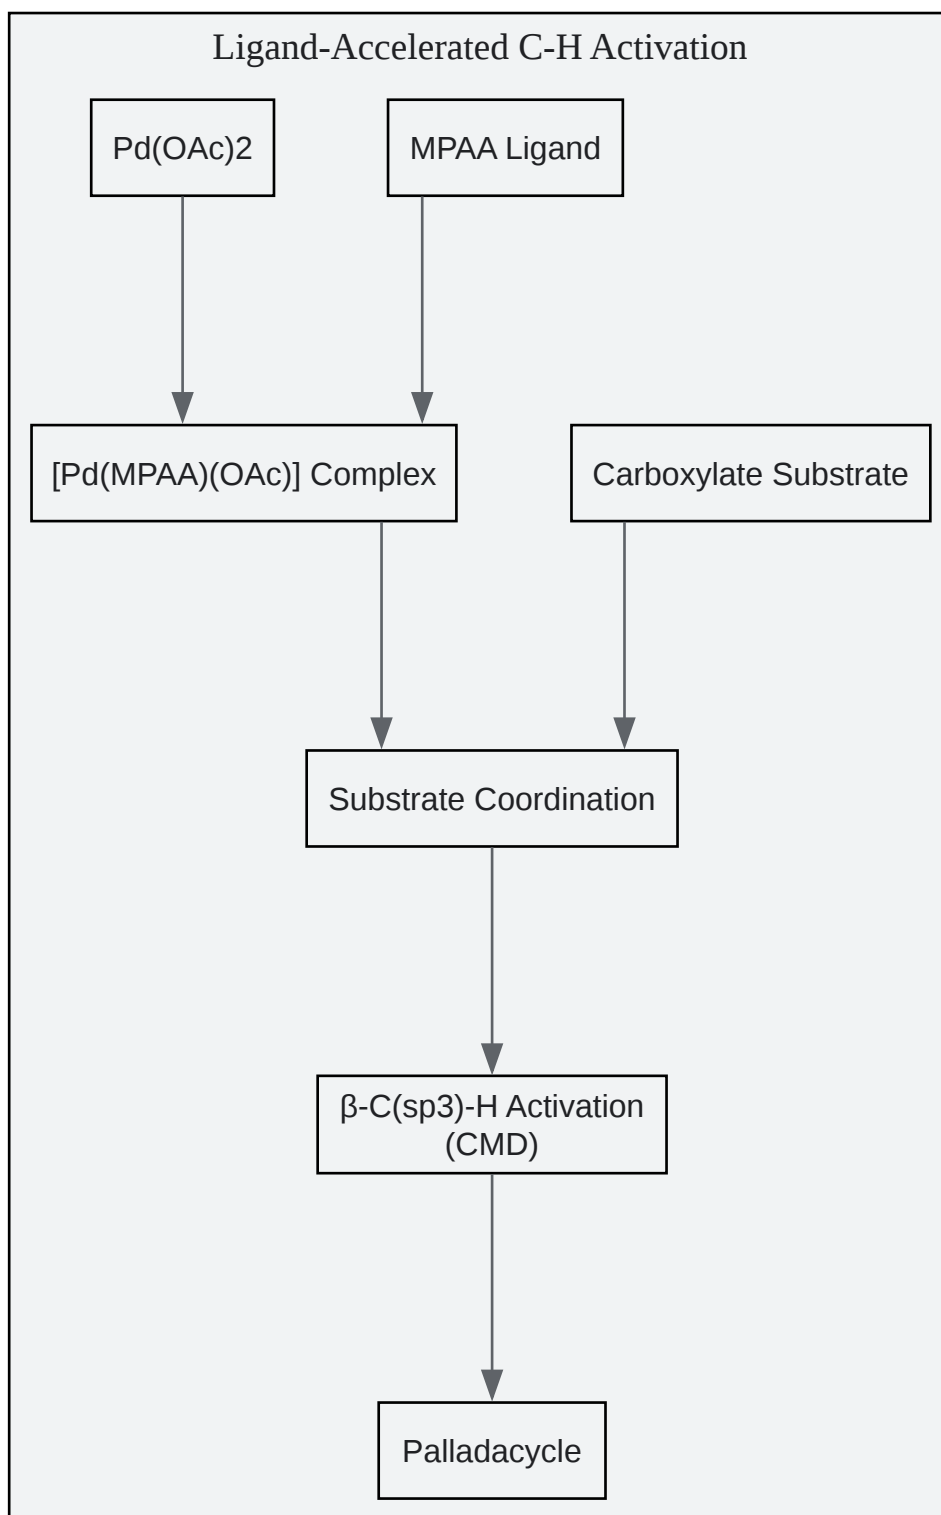 Ligand-Accelerated C-H Activation
Pd(OAc)2
MPAA Ligand
[Pd(MPAA)(OAc)] Complex
Carboxylate Substrate
Substrate Coordination
β-C(sp3)-H Activation
(CMD)
Palladacycle